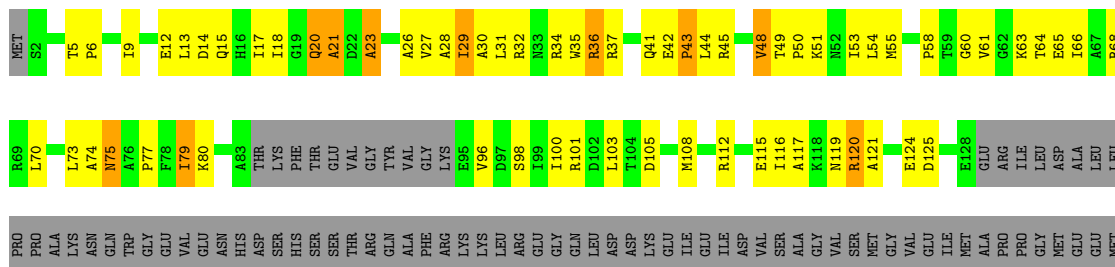 MET S2 T5 P6 I9 E12 L13 D14 Q15 H16 I17 I18 G19 Q20 A21 D22 A23 A26 V27 A28 I29 A30 L31 R32 N33 R34 W35 R36 R37 Q41 E42 P43 L44 R45 V48 T49 P50 K51 N52 I53 L54 M55 P58 T59 G60 V61 G62 K63 T64 E65 I66 A67 R68
R69 L70 L73 A74 N75 A76 P77 F78 I79 K80 A83 THR LYS PHE THR GLU VAL GLY TYR VAL GLY LYS E95 V96 D97 S98 I99 I100 R101 D102 L103 T104 D105 M108 R112 E115 I116 A117 K118 N119 R120 A121 E124 D125 E128 GLU ARG ILE LEU ASP ALA LEU LEU
PRO PRO ALA LYS ASN GLN TRP GLY GLU VAL GLU ASN HIS ASP SER HIS SER SER THR ARG GLN ALA PHE ARG LYS LYS LEU ARG GLU GLY GLN LEU ASP ASP LYS GLU ILE GLU ILE ASP VAL SER ALA GLY VAL SER MET GLY VAL GLU ILE MET ALA PRO PRO GLY MET GLU GLU MET